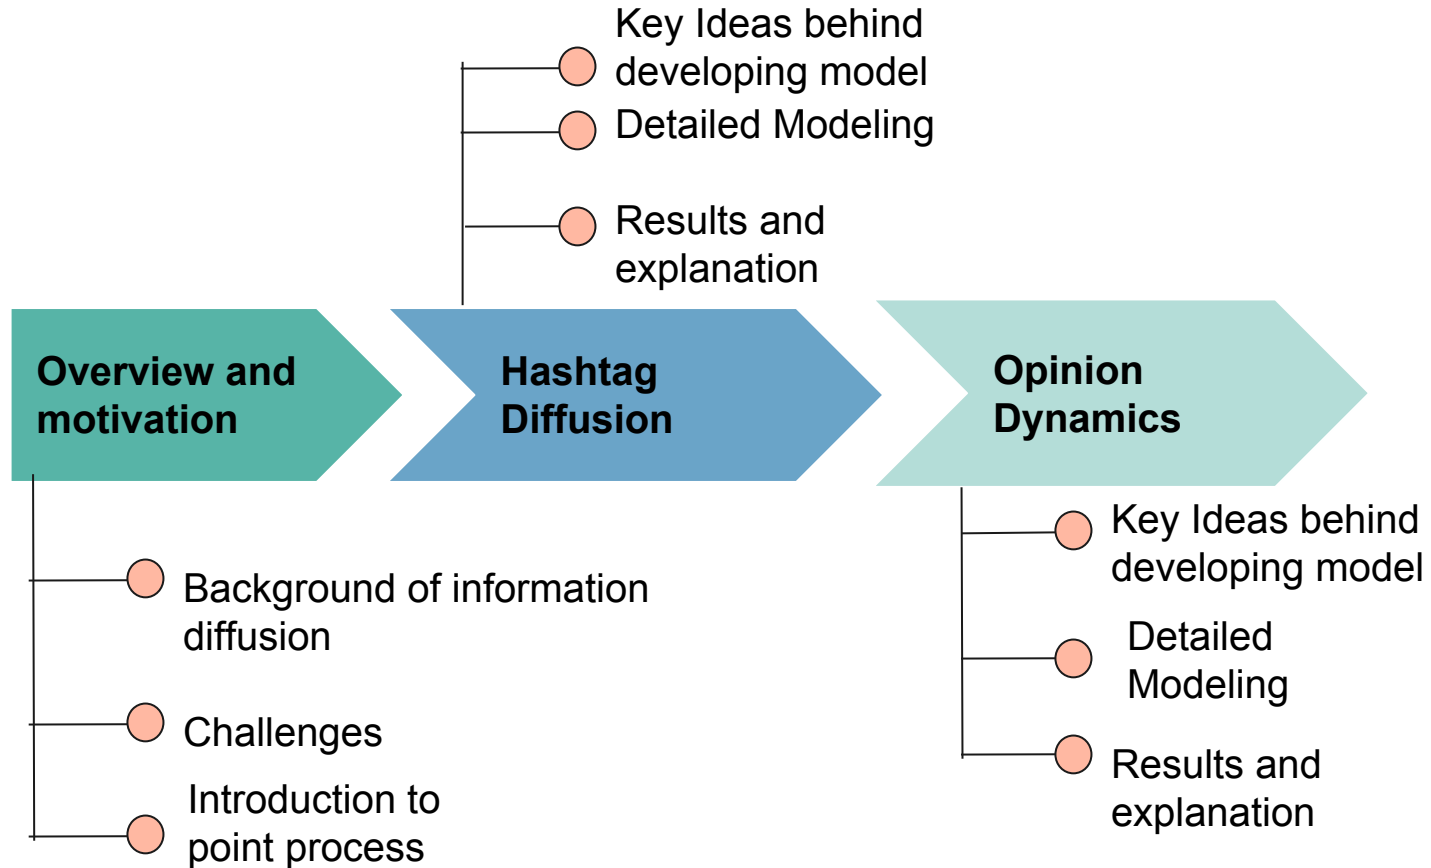 Key Ideas behind
developing model
Detailed Modeling
Results and
explanation
Overview and
motivation
Hashtag
Diffusion
Opinion
Dynamics
Background of information
diffusion
Challenges
Introduction to
point process
Key Ideas behind
developing model
Detailed
Modeling
Results and
explanation